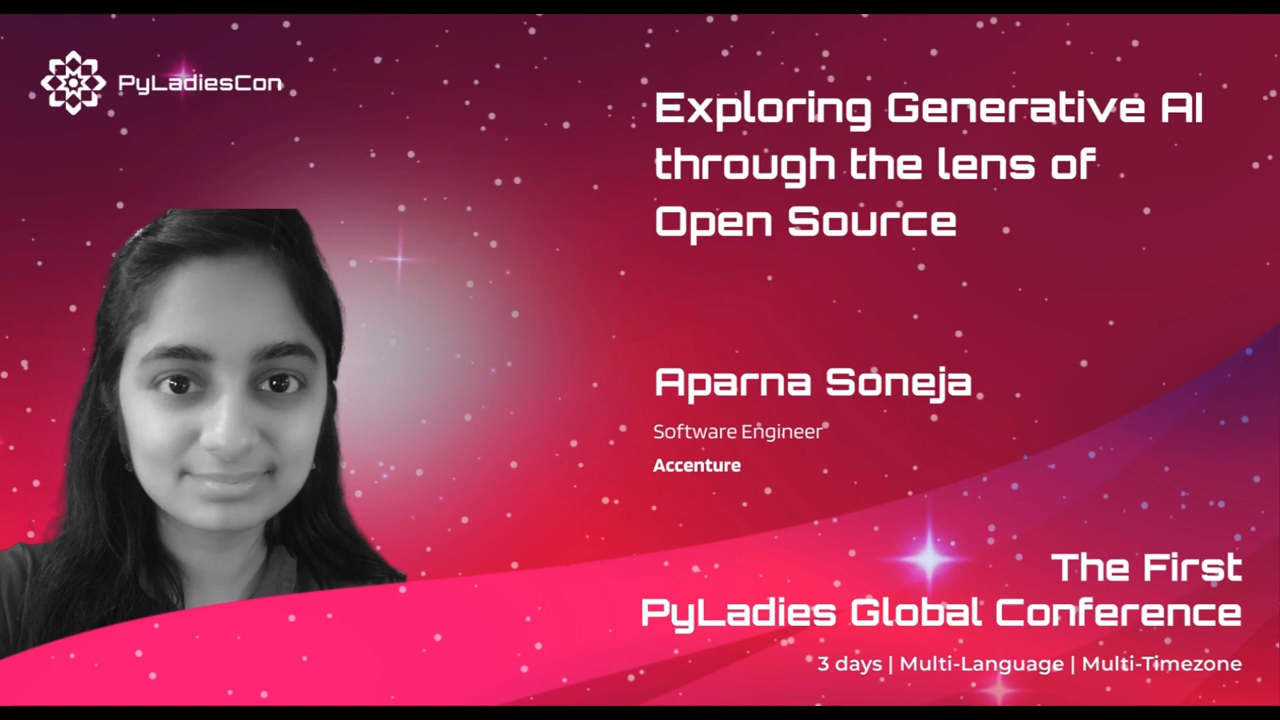 PyLadiesCon
Exploring Generative AI
through the lens of
Open Source
Aparna Soneja
Software Engineer
Accenture
The First
PyLadies Global Conference
3 days | Multi-Language | Multi-Timezone